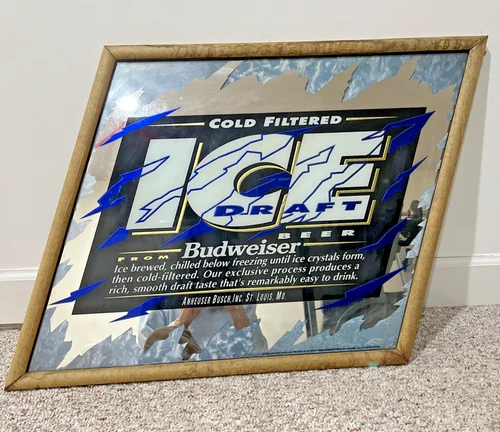 COLD FILTERED
ICE
DRAFT
BEER
FROM Budweiser
Ice brewed, chilled below freezing until ice crystals form,
then cold-filtered. Our exclusive process produces a
rich, smooth draft taste that's remarkably easy to drink.
ANHEUSER BUSCH, INC. ST. LOUIS, MO.